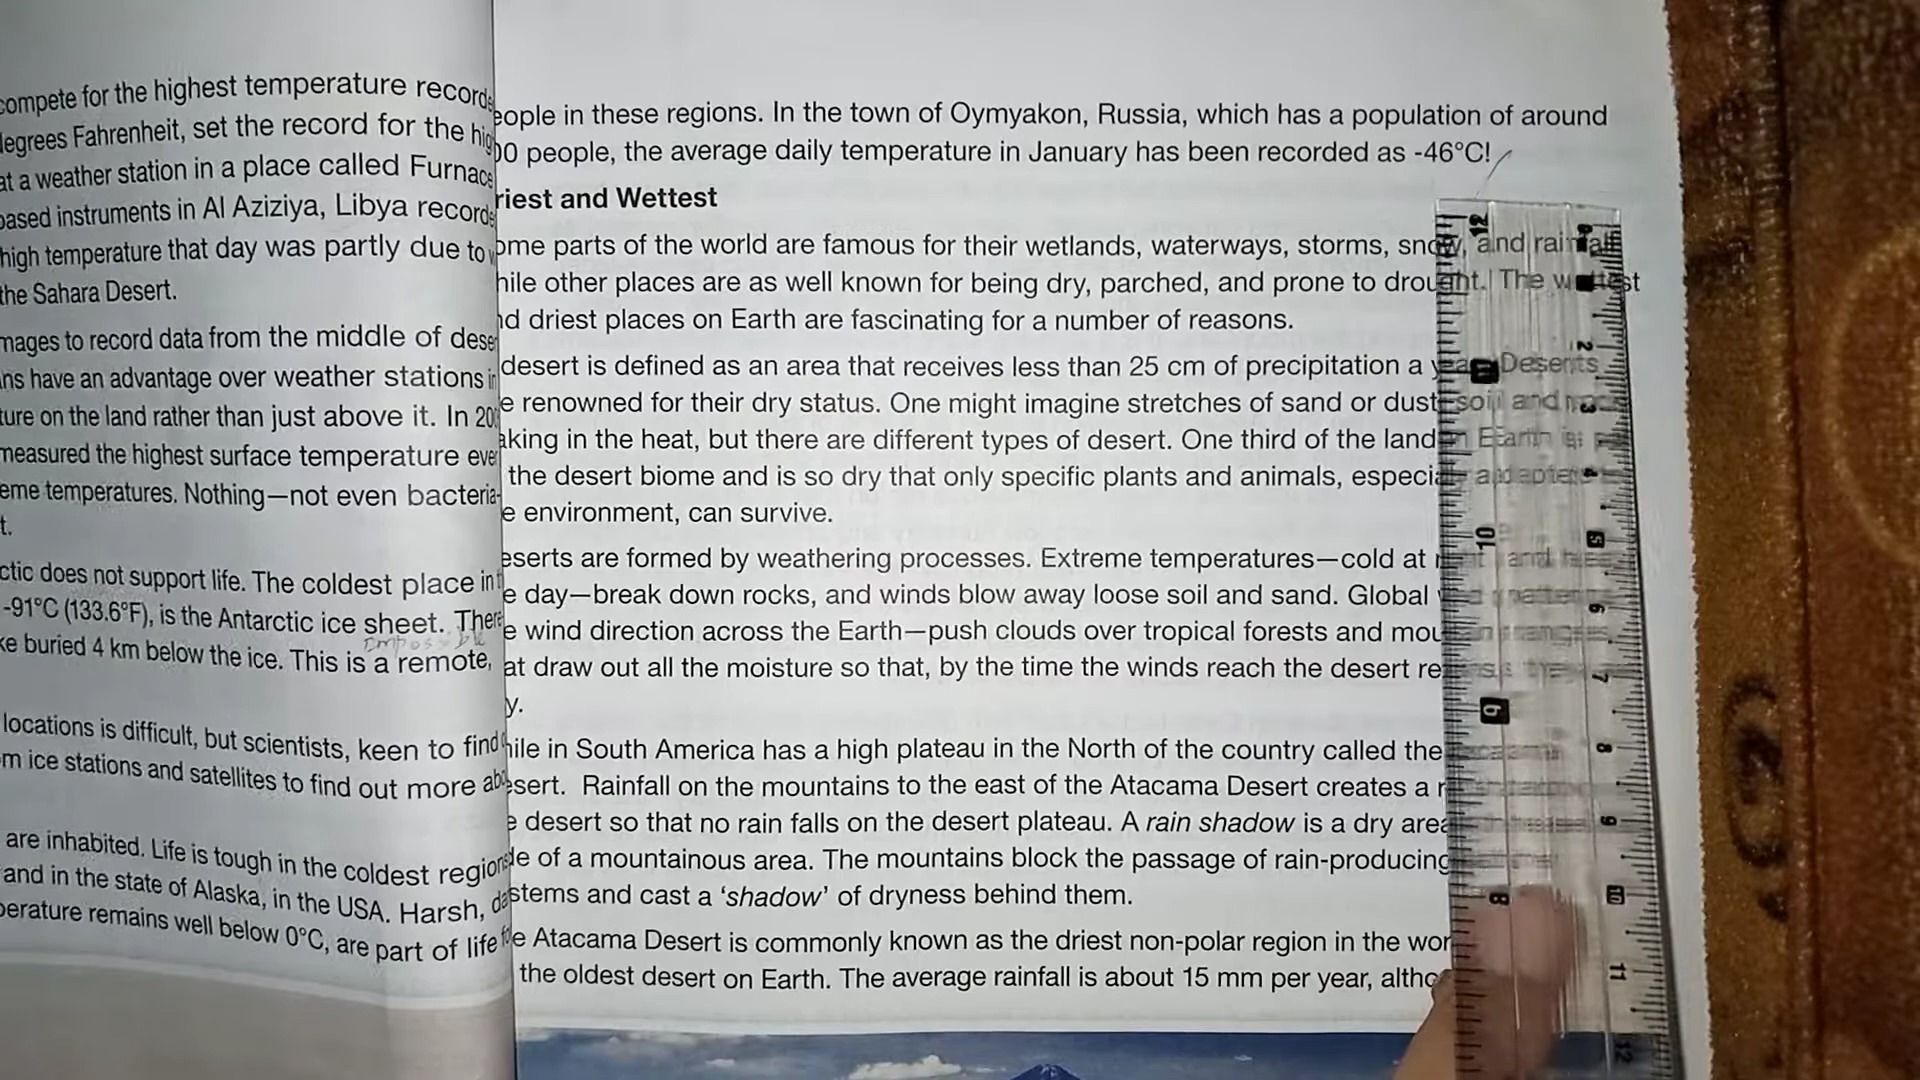 compete for the highest temperature
degrees Fahrenheit, set the record for the
at a weather station in a place called Furnace
based instruments in Al Aziziya, Libya
high temperature that day was partly due to
the Sahara Desert.
mages to record data from the middle of
ns have an advantage over weather stations
ture on the land rather than just above it. In
measured the highest surface temperature
eme temperatures. Nothing—not even bacteria
t.
ctic does not support life. The coldest place in
-91°C (133.6°F), is the Antarctic ice sheet. There
ke buried 4 km below the ice. This is a remote,
locations is difficult, but scientists, keen to find
m ice stations and satellites to find out more
are inhabited. Life is tough in the coldest
and in the state of Alaska, in the USA. Harsh,
perature remains well below 0°C, are part of life
eople in these regions. In the town of Oymyakon, Russia, which has a population of around
00 people, the average daily temperature in January has been recorded as -46°C!
riest and Wettest
ome parts of the world are famous for their wetlands, waterways, storms, snow, and rainfall
hile other places are as well known for being dry, parched, and prone to drought. The wettest
nd driest places on Earth are fascinating for a number of reasons.
desert is defined as an area that receives less than 25 cm of precipitation a year. Deserts
e renowned for their dry status. One might imagine stretches of sand or dust, soil and
aking in the heat, but there are different types of desert. One third of the land on Earth is
the desert biome and is so dry that only specific plants and animals, especially adapted
e environment, can survive.
eserts are formed by weathering processes. Extreme temperatures—cold at night and
e day—break down rocks, and winds blow away loose soil and sand. Global
e wind direction across the Earth—push clouds over tropical forests and
at draw out all the moisture so that, by the time the winds reach the desert
y.
hile in South America has a high plateau in the North of the country called the
esert. Rainfall on the mountains to the east of the Atacama Desert creates a
e desert so that no rain falls on the desert plateau. A rain shadow is a dry area
de of a mountainous area. The mountains block the passage of rain-producing
stems and cast a ‘shadow’ of dryness behind them.
e Atacama Desert is commonly known as the driest non-polar region in the
the oldest desert on Earth. The average rainfall is about 15 mm per year,
12
10
9
8
2
3
4
5
6
7
8
9
10
11
12